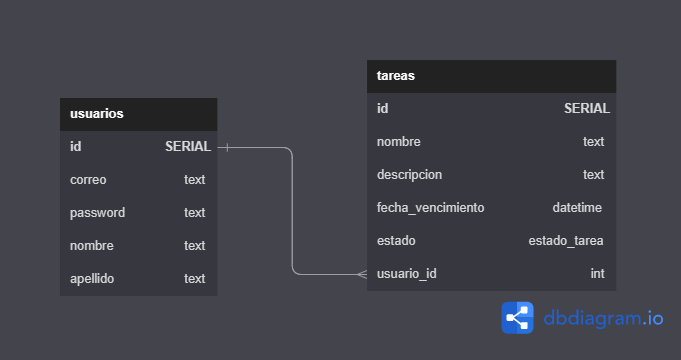 usuarios
id SERIAL
correo text
password text
nombre text
apellido text
tareas
id SERIAL
nombre text
descripcion text
fecha_vencimiento datetime
estado estado_tarea
usuario_id int
dbdiagram.io